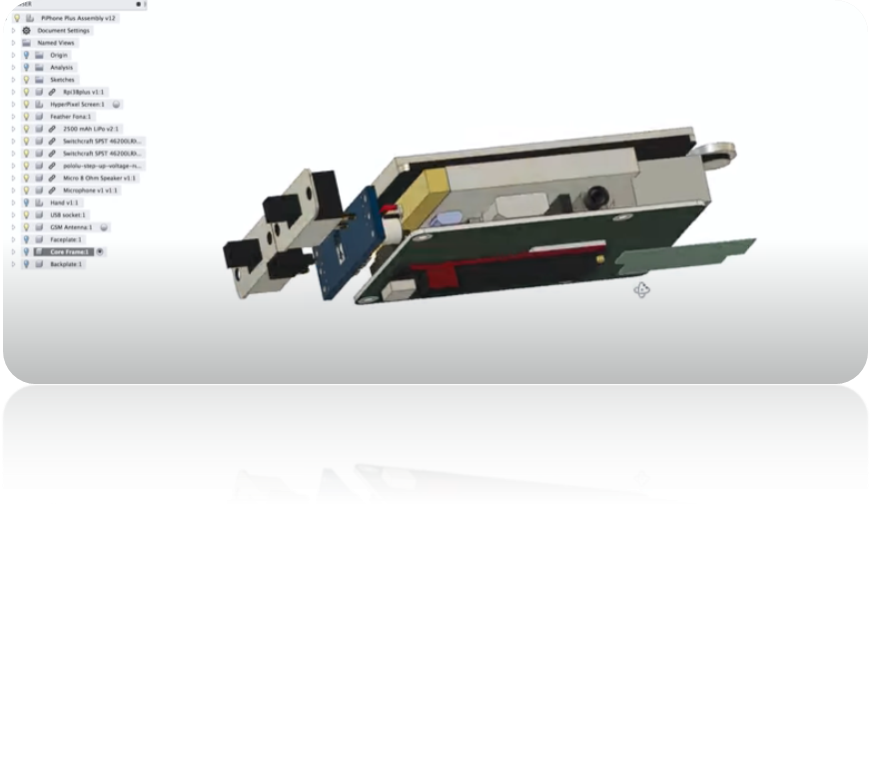 PiPhone Plus Assembly v12
Document Settings
Named Views
Origin
Analysis
Sketches
Rpi3Bplus v1:1
HyperPixel Screen:1
Feather Fona:1
2500 mAh LiPo v2:1
Switchcraft SPST 46200LRh...
Switchcraft SPST 46200LRh...
pololu-step-up-voltage-r...
Micro 8 Ohm Speaker v1:1
Microphone v1 v1:1
Hand v1:1
USB socket:1
GSM Antenna:1
Faceplate:1
Core Frame:1
Backplate:1